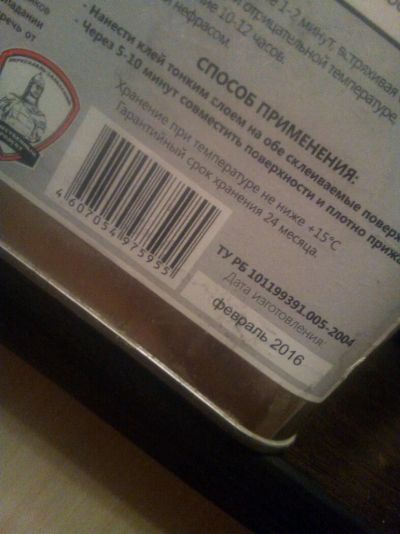 1-2 минут, встряхивая
отрицательной температуре
ние 10-12 часов.
нефрасом.
СПОСОБ ПРИМЕНЕНИЯ:
- Нанести клей тонким слоем на обе склеиваемые
- Через 5-10 минут совместить поверхности и плотно
Хранение при температуре не ниже +15°C
Гарантийный срок хранения 24 месяца.
ТУ РБ 101199391.005-2004
Дата изготовления:
февраль 2016
4 607054 975955